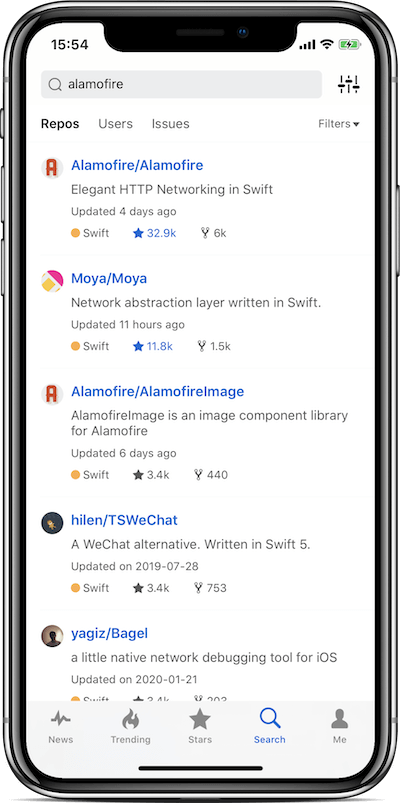 15:54
alamofire
Repos Users Issues Filters
Alamofire/Alamofire
Elegant HTTP Networking in Swift
Updated 4 days ago
Swift 32.9k 6k
Moya/Moya
Network abstraction layer written in Swift.
Updated 11 hours ago
Swift 11.8k 1.5k
Alamofire/AlamofireImage
AlamofireImage is an image component library
for Alamofire
Updated 6 days ago
Swift 3.4k 440
hilen/TSWeChat
A WeChat alternative. Written in Swift 5.
Updated on 2019-07-28
Swift 3.4k 753
yagiz/Bagel
a little native network debugging tool for iOS
Updated on 2020-01-21
Swift 3.4k 203
News Trending Stars Search Me